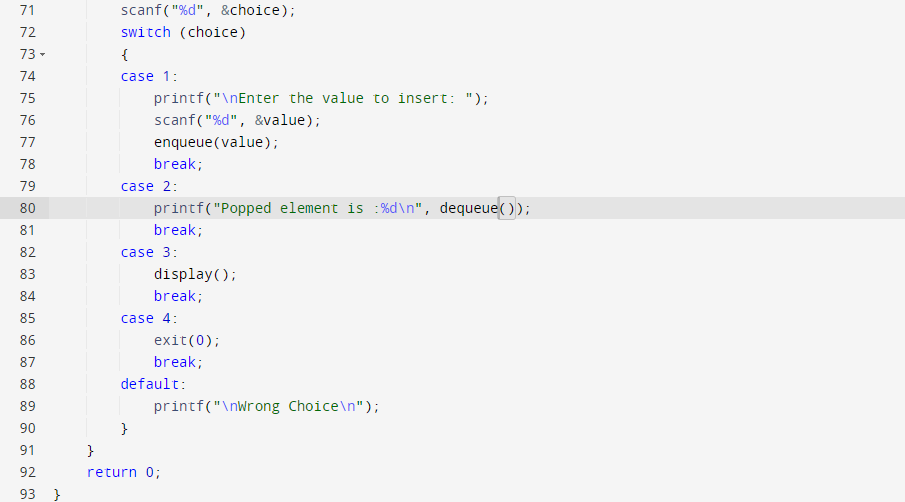 71 scanf("%d", &choice);
72 switch (choice)
73 {
74 case 1:
75 printf("\nEnter the value to insert: ");
76 scanf("%d", &value);
77 enqueue(value);
78 break;
79 case 2:
80 printf("Popped element is :%d\n", dequeue());
81 break;
82 case 3:
83 display();
84 break;
85 case 4:
86 exit(0);
87 break;
88 default:
89 printf("\nWrong Choice\n");
90 }
91 }
92 return 0;
93 }